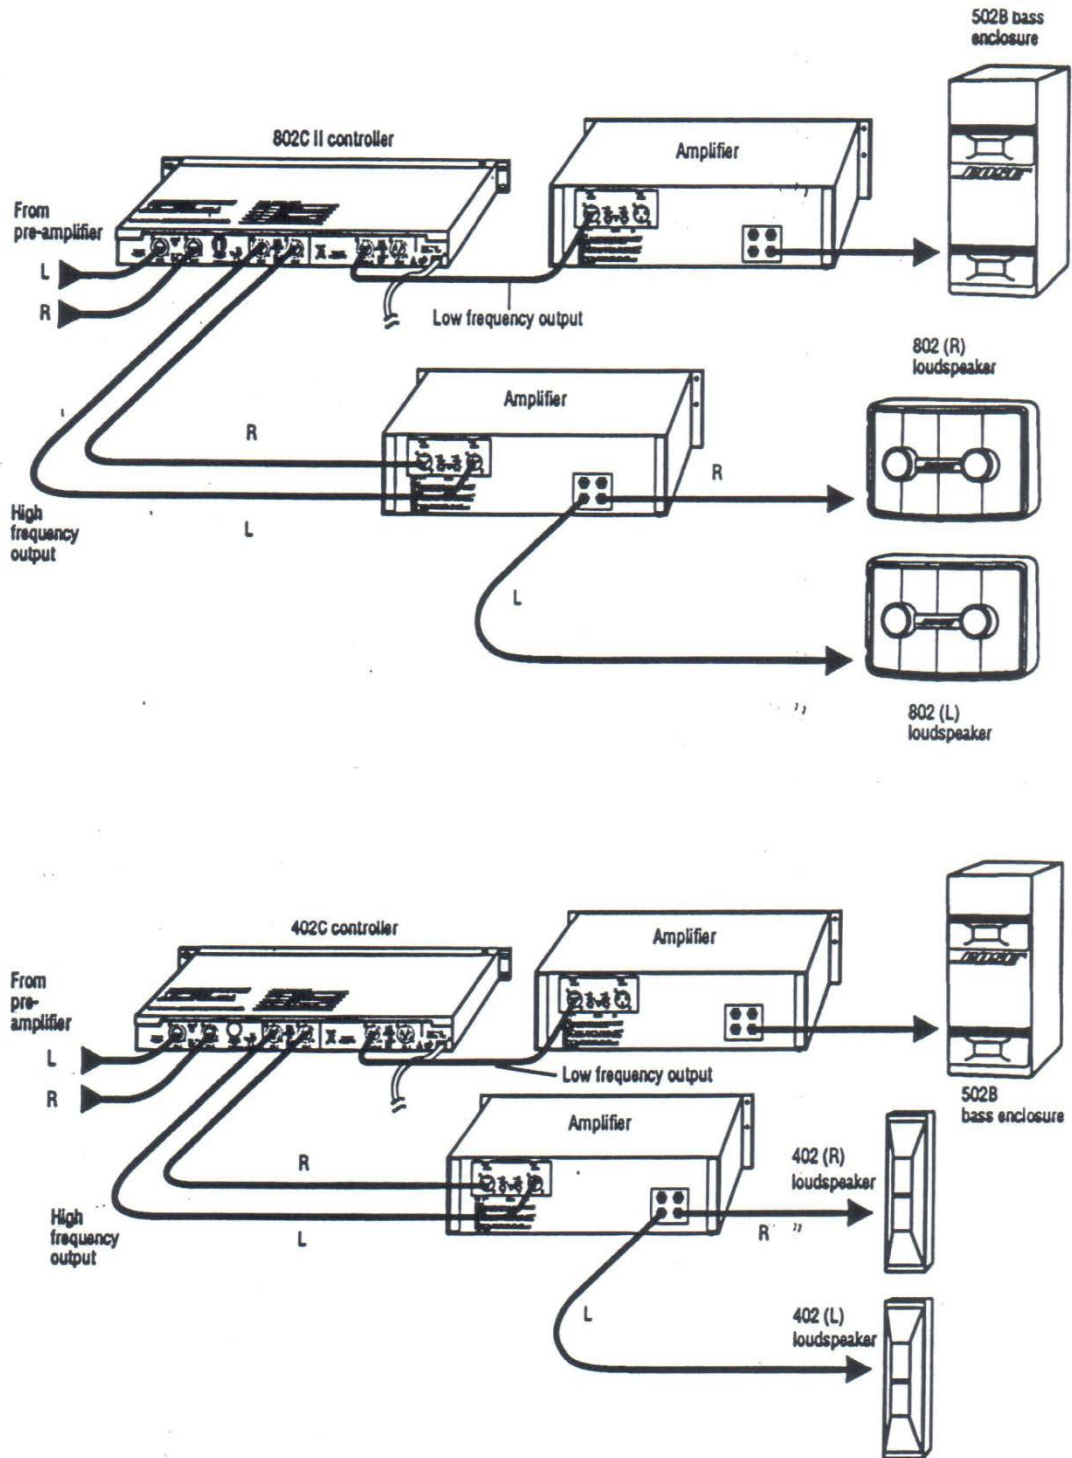 502B bass
enclosure
802C II controller
Amplifier
From
pre-amplifier
L
R
Low frequency output
802 (R)
loudspeaker
Amplifier
R
R
High
frequency
output
L
L
802 (L)
loudspeaker
402C controller
Amplifier
From
pre-
amplifier
L
R
Low frequency output
502B
bass enclosure
Amplifier
402 (R)
loudspeaker
R
R
High
frequency
output
L
L
402 (L)
loudspeaker